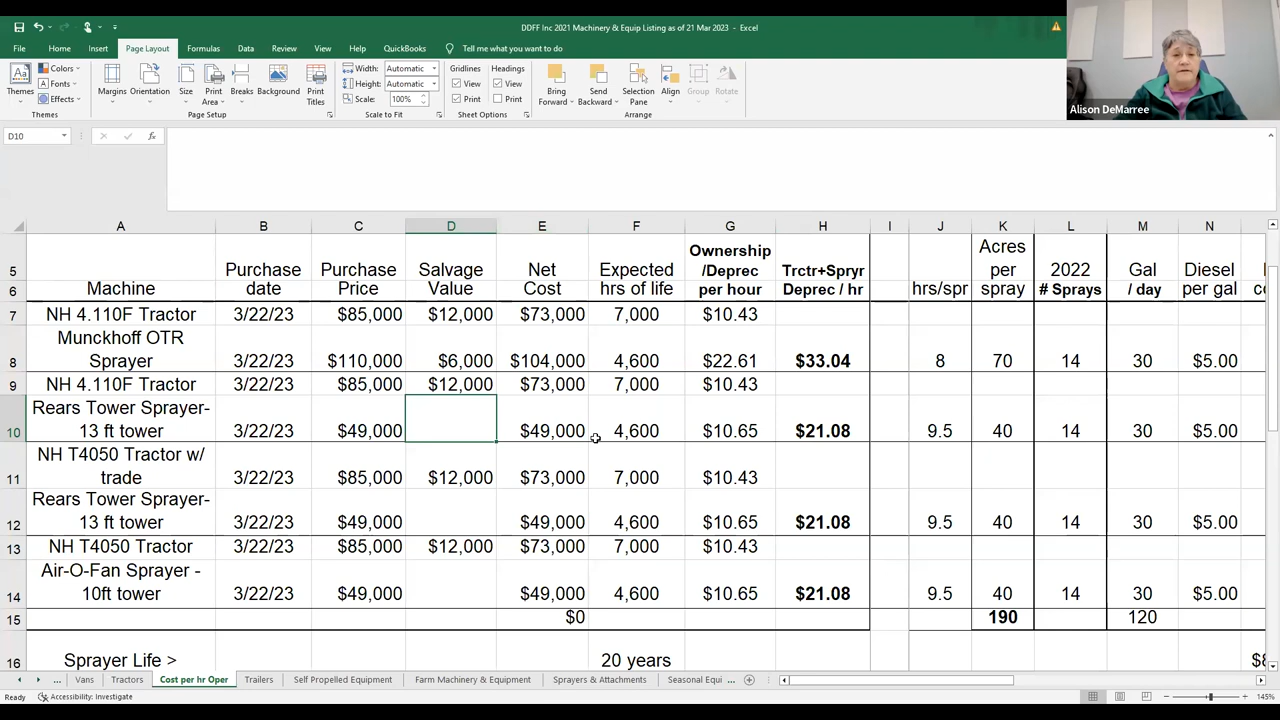 DDFF Inc 2021 Machinery & Equip Listing as of 21 Mar 2023 - Excel
File Home Insert Page Layout Formulas Data Review View Help QuickBooks Tell me what you want to do
Themes
Colors
Fonts
Effects
Themes
Margins Orientation Size Print Area Breaks Background Print Titles
Page Setup
Width: Automatic
Height: Automatic
Scale: 100%
Scale to Fit
Gridlines Headings
View View
Print Print
Sheet Options
Bring Forward Send Backward Selection Pane Align Group Rotate
Arrange
Alison DeMarree
D10 fx
A B C D E F G H I J K L M N
5 Purchase Purchase Salvage Net Expected Ownership /Deprec Trctr+Spryr Acres per 2022 Gal Diesel
6 Machine date Price Value Cost hrs of life per hour Deprec / hr hrs/spr spray # Sprays / day per gal
7 NH 4.110F Tractor 3/22/23 $85,000 $12,000 $73,000 7,000 $10.43
Munckhoff OTR
8 Sprayer 3/22/23 $110,000 $6,000 $104,000 4,600 $22.61 $33.04 8 70 14 30 $5.00
9 NH 4.110F Tractor 3/22/23 $85,000 $12,000 $73,000 7,000 $10.43
Rears Tower Sprayer-
10 13 ft tower 3/22/23 $49,000 $49,000 4,600 $10.65 $21.08 9.5 40 14 30 $5.00
NH T4050 Tractor w/
11 trade 3/22/23 $85,000 $12,000 $73,000 7,000 $10.43
Rears Tower Sprayer-
12 13 ft tower 3/22/23 $49,000 $49,000 4,600 $10.65 $21.08 9.5 40 14 30 $5.00
13 NH T4050 Tractor 3/22/23 $85,000 $12,000 $73,000 7,000 $10.43
Air-O-Fan Sprayer -
14 10ft tower 3/22/23 $49,000 $49,000 4,600 $10.65 $21.08 9.5 40 14 30 $5.00
15 $0 190 120
16 Sprayer Life > 20 years
... Vans Tractors Cost per hr Oper Trailers Self Propelled Equipment Farm Machinery & Equipment Sprayers & Attachments Seasonal Equi ...
Ready Accessibility: Investigate 145%